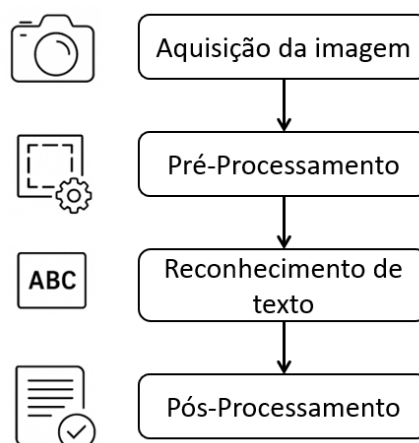 Aquisição da imagem
Pré-Processamento
ABC
Reconhecimento de
texto
Pós-Processamento